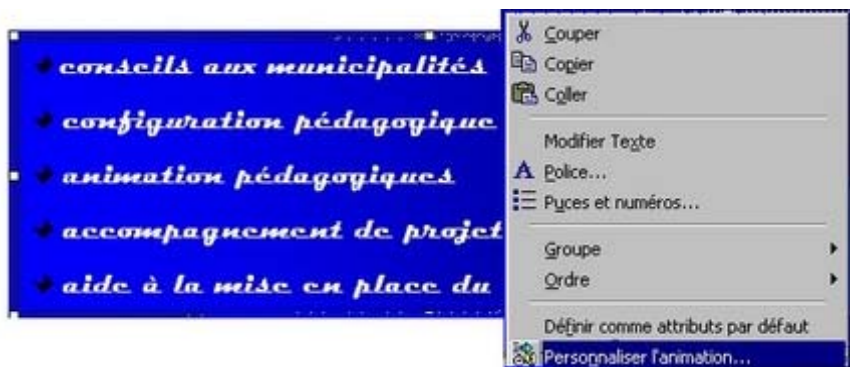 conseils aux municipalités
configuration pédagogique
animation pédagogiques
accompagnement de projet
aide à la mise en place du
Couper
Copier
Coller
Modifier Texte
Police...
Puces et numéros...
Groupe
Ordre
Définir comme attributs par défaut
Personnaliser l'animation...